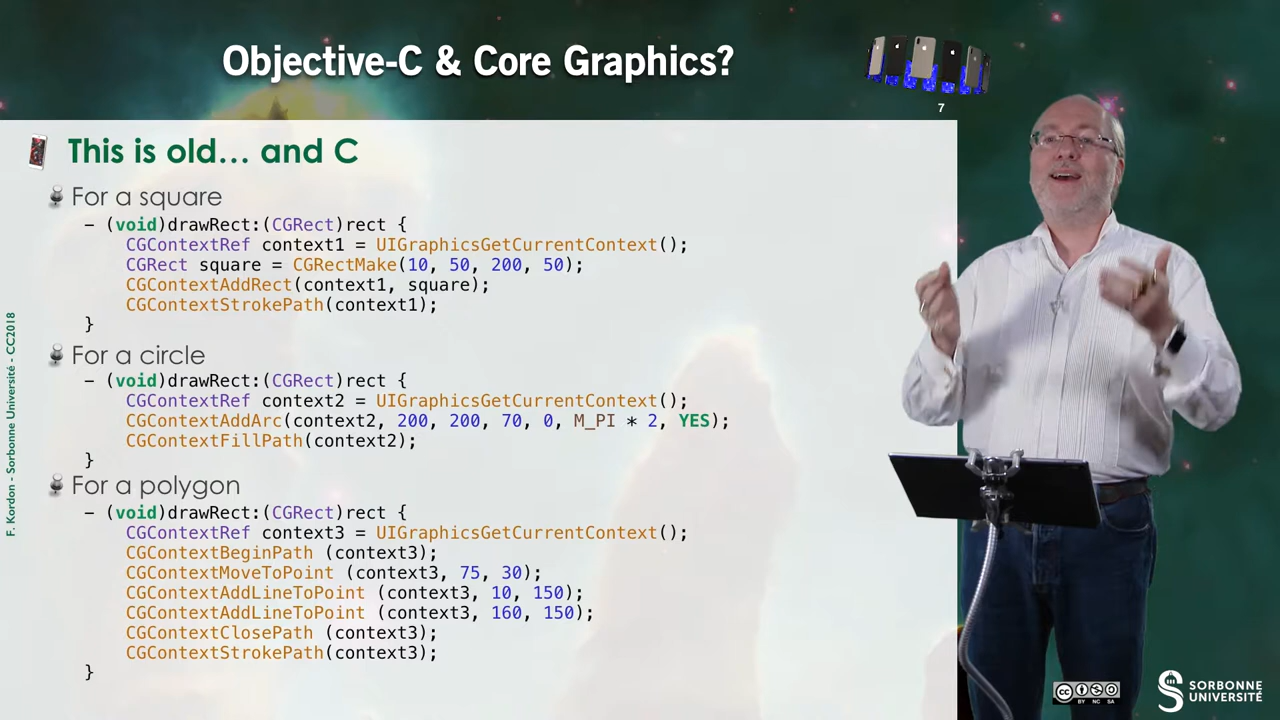 Objective-C & Core Graphics?
7
This is old... and C
For a square
– (void)drawRect:(CGRect)rect {
CGContextRef context1 = UIGraphicsGetCurrentContext();
CGRect square = CGRectMake(10, 50, 200, 50);
CGContextAddRect(context1, square);
CGContextStrokePath(context1);
}
For a circle
– (void)drawRect:(CGRect)rect {
CGContextRef context2 = UIGraphicsGetCurrentContext();
CGContextAddArc(context2, 200, 200, 70, 0, M_PI * 2, YES);
CGContextFillPath(context2);
}
For a polygon
– (void)drawRect:(CGRect)rect {
CGContextRef context3 = UIGraphicsGetCurrentContext();
CGContextBeginPath (context3);
CGContextMoveToPoint (context3, 75, 30);
CGContextAddLineToPoint (context3, 10, 150);
CGContextAddLineToPoint (context3, 160, 150);
CGContextClosePath (context3);
CGContextStrokePath(context3);
}
F. Kordon - Sorbonne Université - CC2018
cc
BY NC SA
SORBONNE
UNIVERSITÉ